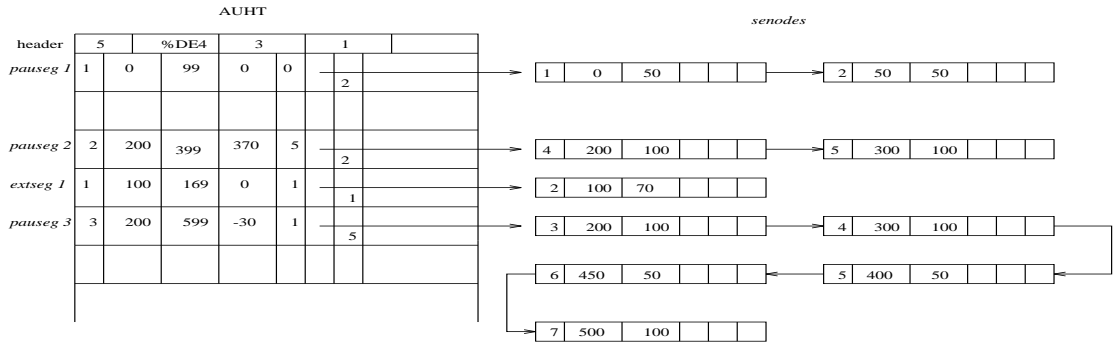 AUHT
senodes
header 5 %DE4 3 1
pauseg 1 1 0 99 0 0 2 1 0 50 2 50 50
pauseg 2 2 200 399 370 5 2 4 200 100 5 300 100
extseg 1 1 100 169 0 1 1 2 100 70
pauseg 3 3 200 599 -30 1 5 3 200 100 4 300 100
6 450 50 5 400 50
7 500 100